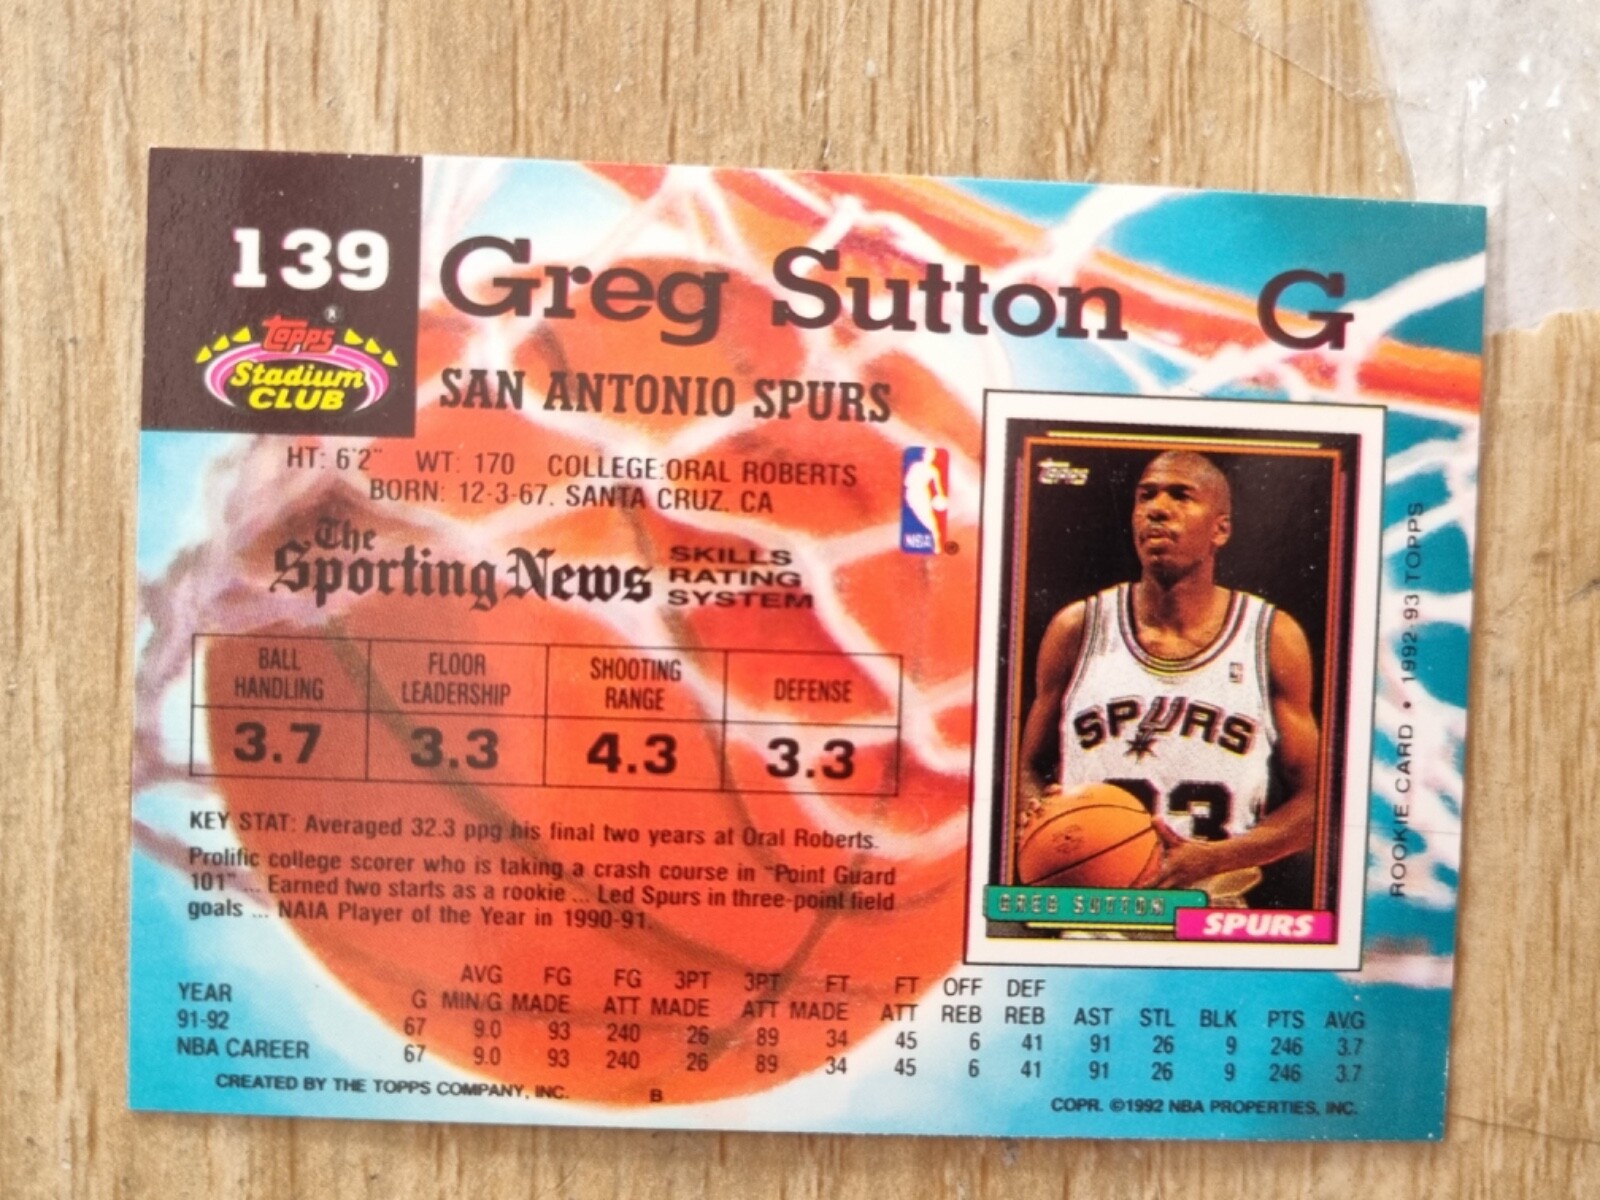 139
Topps ®
Stadium
CLUB
Greg Sutton G
SAN ANTONIO SPURS
HT: 6'2" WT: 170 COLLEGE: ORAL ROBERTS
BORN: 12-3-67. SANTA CRUZ. CA
NBA ®
The
Sporting News
SKILLS
RATING
SYSTEM
BALL HANDLING FLOOR LEADERSHIP SHOOTING RANGE DEFENSE
3.7 3.3 4.3 3.3
KEY STAT: Averaged 32.3 ppg his final two years at Oral Roberts.
Prolific college scorer who is taking a crash course in "Point Guard
101" ... Earned two starts as a rookie ... Led Spurs in three-point field
goals ... NAIA Player of the Year in 1990-91.
TOPPS
SPURS
GREG SUTTON
SPURS
ROOKIE CARD • 1992-93 TOPPS
YEAR G AVG MIN/G FG MADE FG ATT 3PT MADE 3PT ATT FT MADE FT ATT OFF REB DEF REB AST STL BLK PTS AVG
91-92 67 9.0 93 240 26 89 34 45 6 41 91 26 9 246 3.7
NBA CAREER 67 9.0 93 240 26 89 34 45 6 41 91 26 9 246 3.7
CREATED BY THE TOPPS COMPANY, INC. B COPR. ©1992 NBA PROPERTIES, INC.